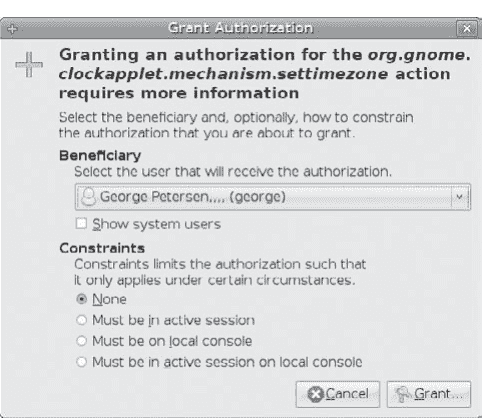 Grant Authorization
Granting an authorization for the org.gnome.
clockapplet.mechanism.settimezone action
requires more information
Select the beneficiary and, optionally, how to constrain
the authorization that you are about to grant.
Beneficiary
Select the user that will receive the authorization.
George Petersen,,,, (george)
Show system users
Constraints
Constraints limits the authorization such that
it only applies under certain circumstances.
None
Must be in active session
Must be on local console
Must be in active session on local console
Cancel
Grant...